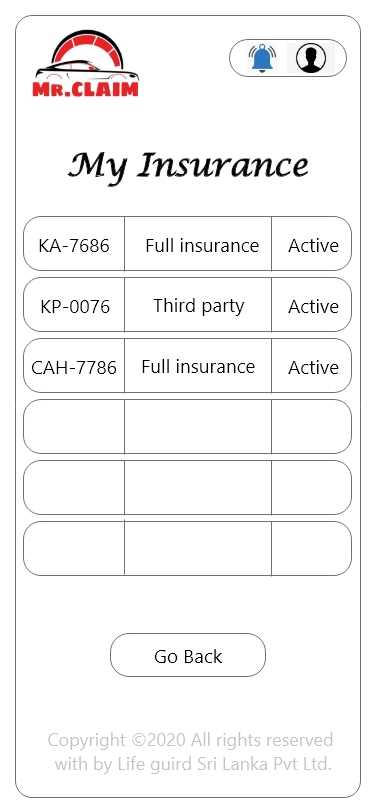 MR.CLAIM
My Insurance
KA-7686 Full insurance Active
KP-0076 Third party Active
CAH-7786 Full insurance Active
Go Back
Copyright ©2020 All rights reserved
with by Life guird Sri Lanka Pvt Ltd.